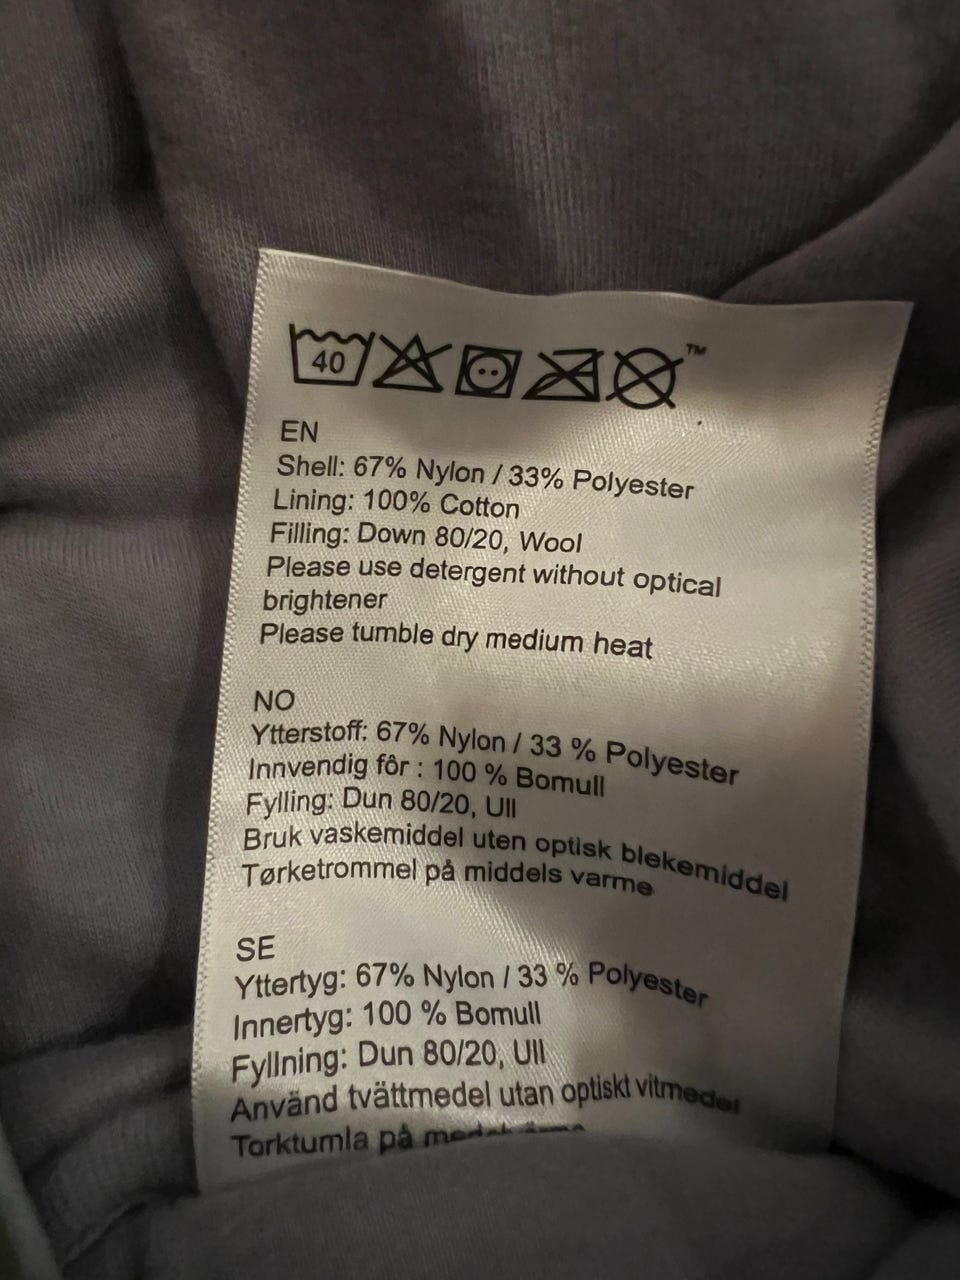 40
™
EN
Shell: 67% Nylon / 33% Polyester
Lining: 100% Cotton
Filling: Down 80/20, Wool
Please use detergent without optical
brightener
Please tumble dry medium heat
NO
Ytterstoff: 67% Nylon / 33 % Polyester
Innvendig fôr : 100 % Bomull
Fylling: Dun 80/20, Ull
Bruk vaskemiddel uten optisk blekemiddel
Tørketrommel på middels varme
SE
Yttertyg: 67% Nylon / 33 % Polyester
Innertyg: 100 % Bomull
Fyllning: Dun 80/20, Ull
Använd tvättmedel utan optiskt vitmedel
Torktumla på